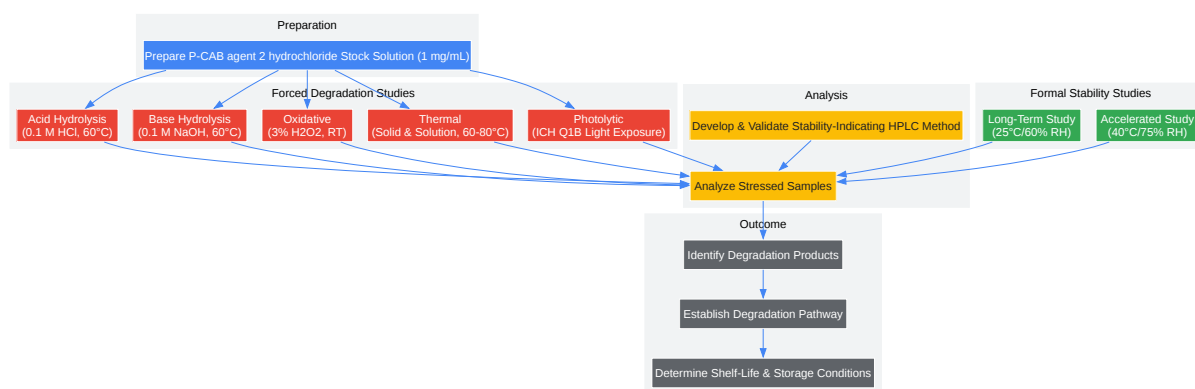 Preparation
Prepare P-CAB agent 2 hydrochloride Stock Solution (1 mg/mL)
Forced Degradation Studies
Acid Hydrolysis
(0.1 M HCl, 60°C)
Base Hydrolysis
(0.1 M NaOH, 60°C)
Oxidative
(3% H2O2, RT)
Thermal
(Solid & Solution, 60-80°C)
Photolytic
(ICH Q1B Light Exposure)
Analysis
Develop & Validate Stability-Indicating HPLC Method
Analyze Stressed Samples
Formal Stability Studies
Long-Term Study
(25°C/60% RH)
Accelerated Study
(40°C/75% RH)
Outcome
Identify Degradation Products
Establish Degradation Pathway
Determine Shelf-Life & Storage Conditions